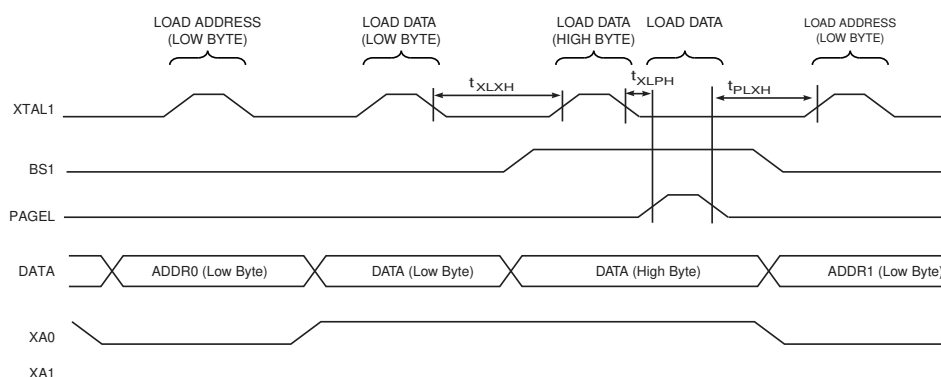 LOAD ADDRESS
(LOW BYTE)
LOAD DATA
(LOW BYTE)
LOAD DATA
(HIGH BYTE)
LOAD DATA
LOAD ADDRESS
(LOW BYTE)
tXLXH
tXLPH
tPLXH
XTAL1
BS1
PAGEL
DATA
ADDR0 (Low Byte)
DATA (Low Byte)
DATA (High Byte)
ADDR1 (Low Byte)
XA0
XA1